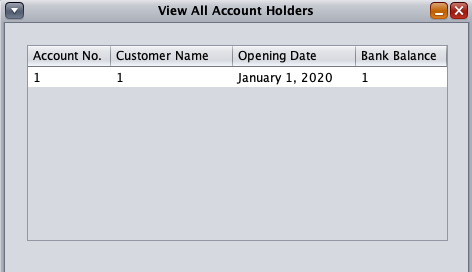 View All Account Holders
Account No. Customer Name Opening Date Bank Balance
1 1 January 1, 2020 1